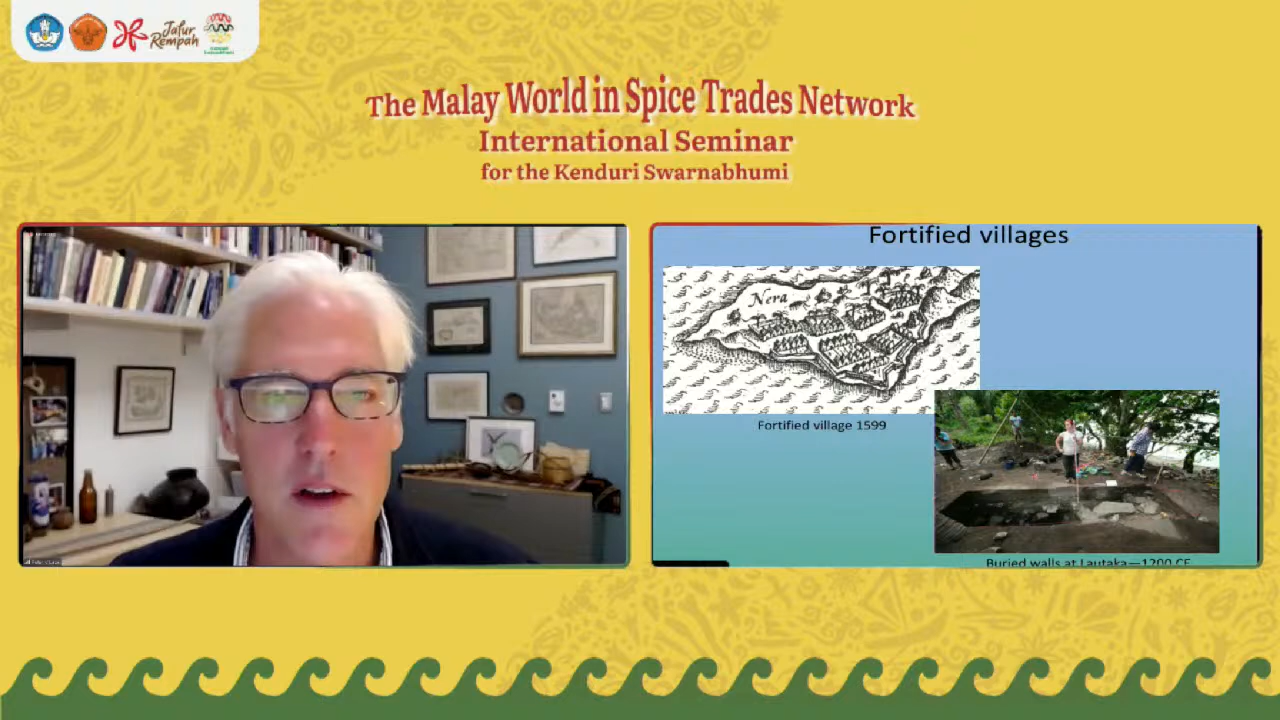 Jalur
Rempah
The Malay World in Spice Trades Network
International Seminar
for the Kenduri Swarnabhumi
Fortified villages
Nera
Fortified village 1599
Buried walls at Lautaka—1200 CE